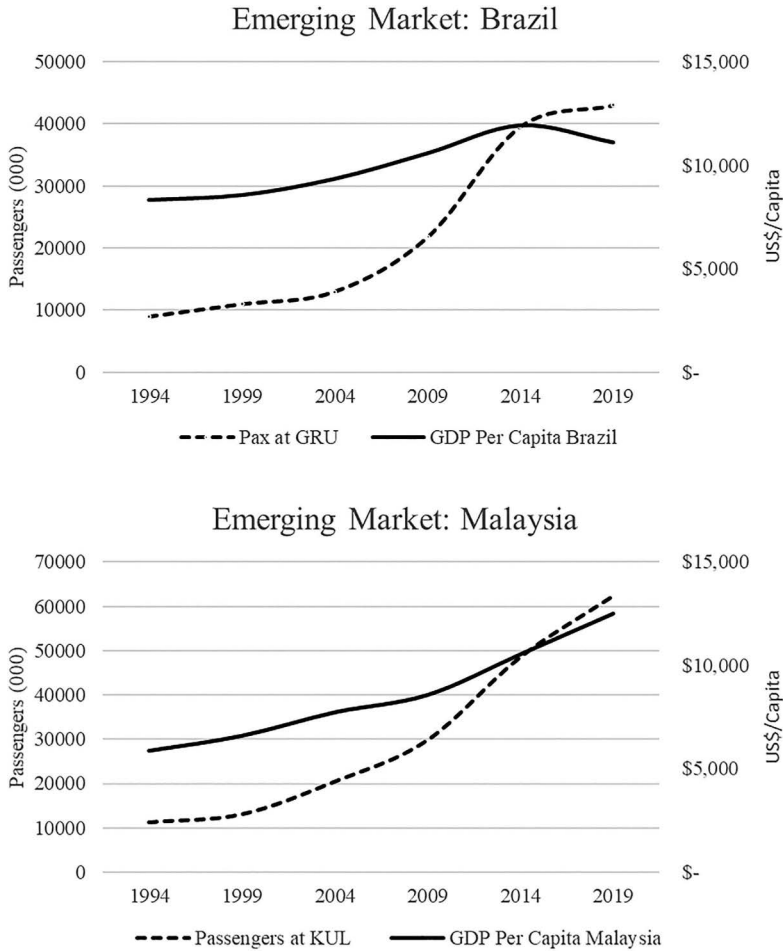 Emerging Market: Brazil
50000
40000
30000
20000
10000
0
Passengers (000)
$15,000
$10,000
$5,000
$-
US$/Capita
1994 1999 2004 2009 2014 2019
Pax at GRU GDP Per Capita Brazil
Emerging Market: Malaysia
70000
60000
50000
40000
30000
20000
10000
0
Passengers (000)
$15,000
$10,000
$5,000
$-
US$/Capita
1994 1999 2004 2009 2014 2019
Passengers at KUL GDP Per Capita Malaysia